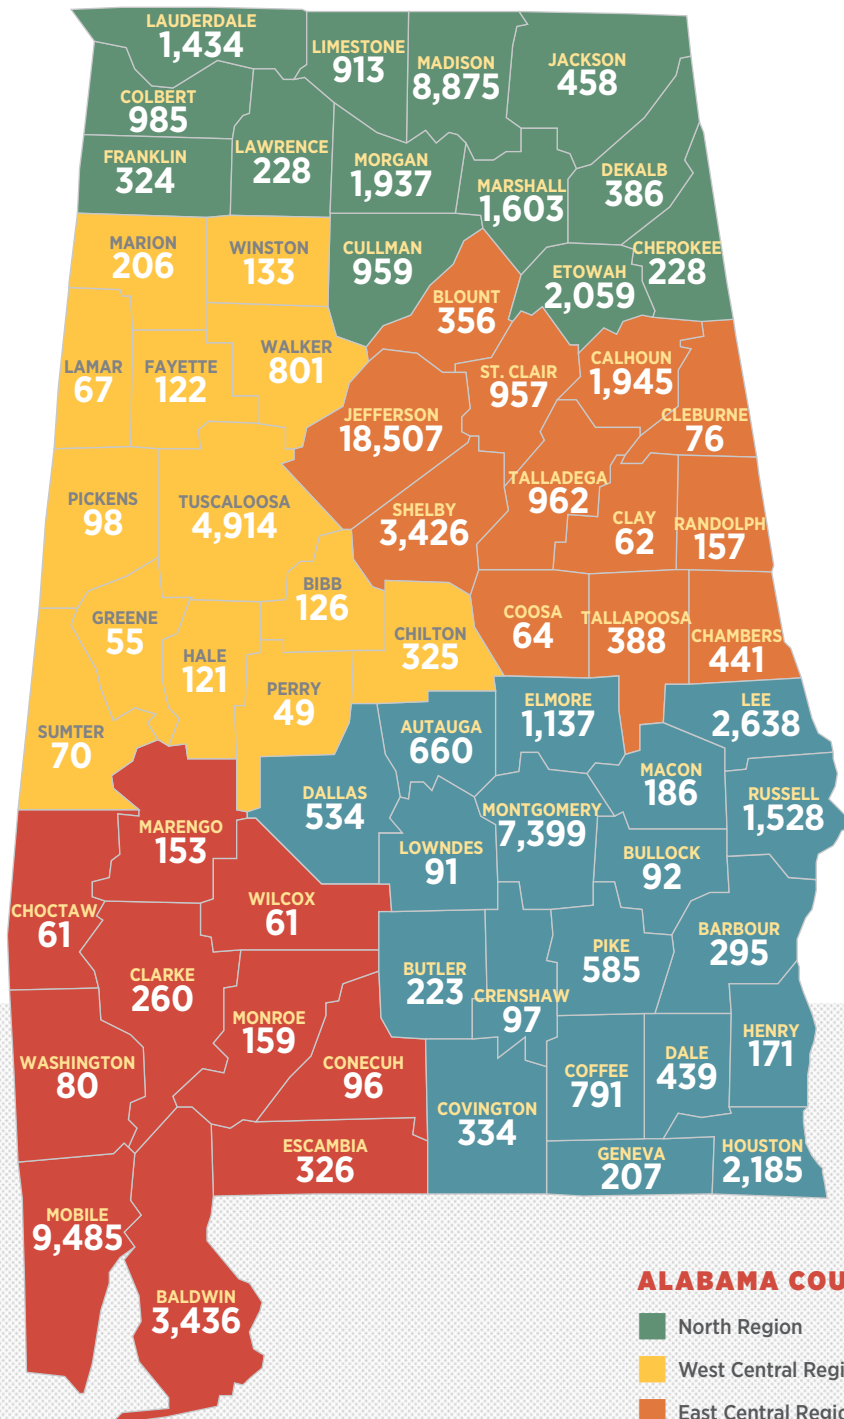 LAUDERDALE
1,434
LIMESTONE
913
MADISON
8,875
JACKSON
458
COLBERT
985
FRANKLIN
324
LAWRENCE
228
MORGAN
1,937
MARSHALL
1,603
DEKALB
386
CHEROKEE
228
CULLMAN
959
ETOWAH
2,059
MARION
206
WINSTON
133
BLOUNT
356
LAMAR
67
FAYETTE
122
WALKER
801
JEFFERSON
18,507
ST. CLAIR
957
CALHOUN
1,945
CLEBURNE
76
PICKENS
98
TUSCALOOSA
4,914
SHELBY
3,426
TALLADEGA
962
CLAY
62
RANDOLPH
157
GREENE
55
HALE
121
BIBB
126
CHILTON
325
COOSA
64
TALLAPOOSA
388
CHAMBERS
441
SUMTER
70
PERRY
49
AUTAUGA
660
ELMORE
1,137
LEE
2,638
DALLAS
534
MONTGOMERY
7,399
MACON
186
RUSSELL
1,528
MARENGO
153
LOWNDES
91
BULLOCK
92
CHOCTAW
61
WILCOX
61
CLARKE
260
BUTLER
223
CRENSHAW
97
PIKE
585
BARBOUR
295
WASHINGTON
80
MONROE
159
CONECUH
96
COVINGTON
334
COFFEE
791
DALE
439
HENRY
171
ESCAMBIA
326
GENEVA
207
HOUSTON
2,185
MOBILE
9,485
BALDWIN
3,436
ALABAMA COU
North Region
West Central Regi
East Central Regio